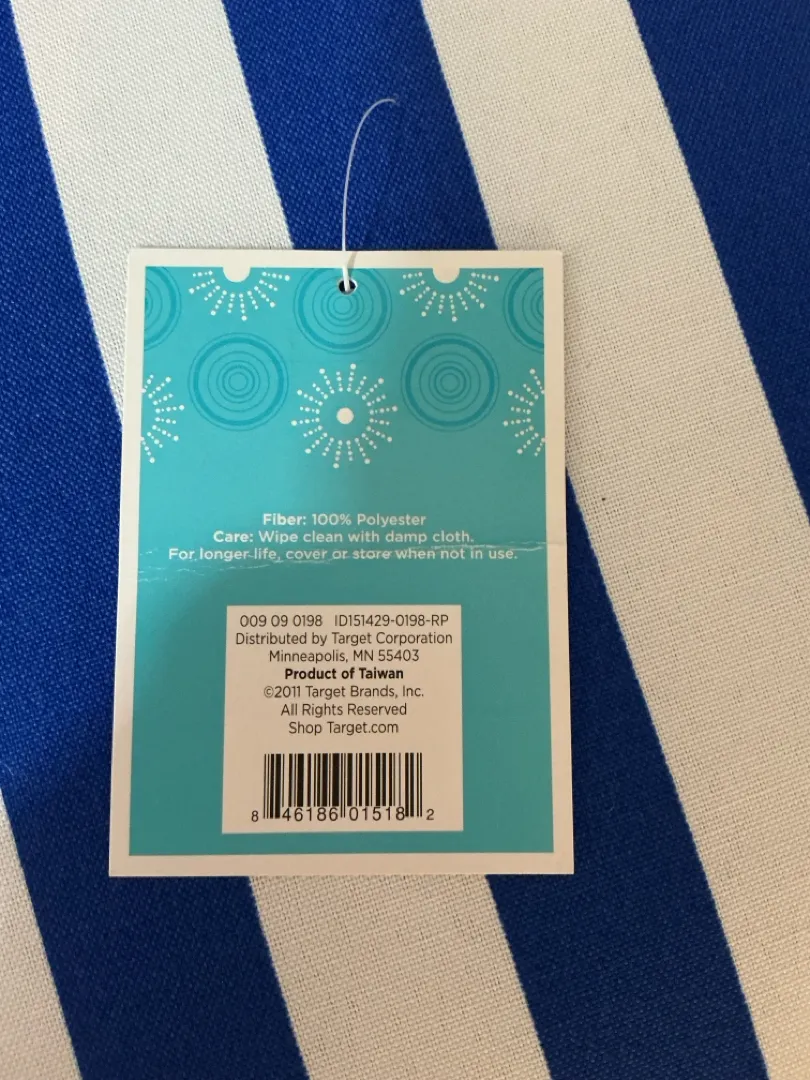 Fiber: 100% Polyester
Care: Wipe clean with damp cloth.
For longer life, cover or store when not in use.
009 09 0198 ID151429-0198-RP
Distributed by Target Corporation
Minneapolis, MN 55403
Product of Taiwan
©2011 Target Brands, Inc.
All Rights Reserved
Shop Target.com
8 46186 01518 2